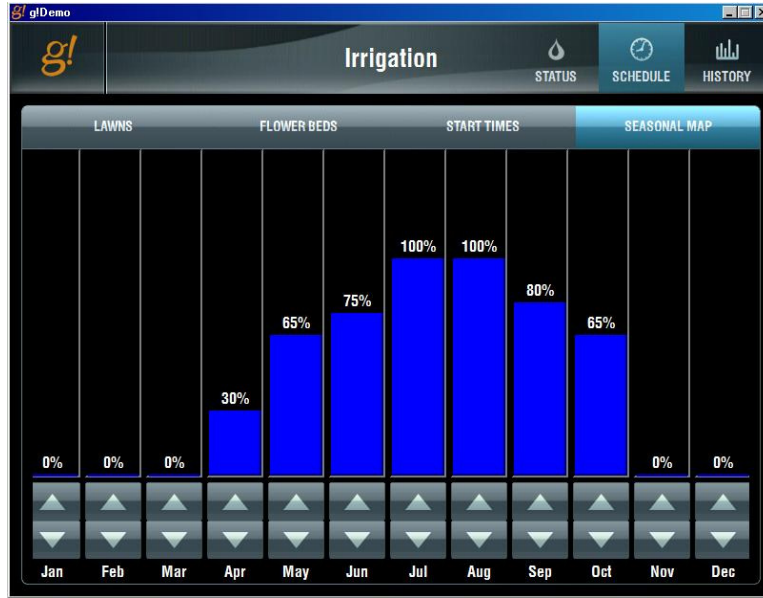 g! g!Demo
g!
Irrigation
STATUS
SCHEDULE
HISTORY
LAWNS
FLOWER BEDS
START TIMES
SEASONAL MAP
100% 100%
80%
75%
65% 65%
30%
0% 0% 0% 0% 0%
Jan Feb Mar Apr May Jun Jul Aug Sep Oct Nov Dec